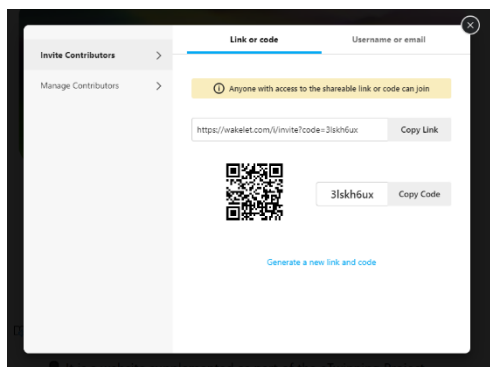 Link or code
Username or email
Invite Contributors
Manage Contributors
Anyone with access to the shareable link or code can join
https://wakelet.com/i/invite?code=3lskh6ux
Copy Link
3lskh6ux
Copy Code
Generate a new link and code